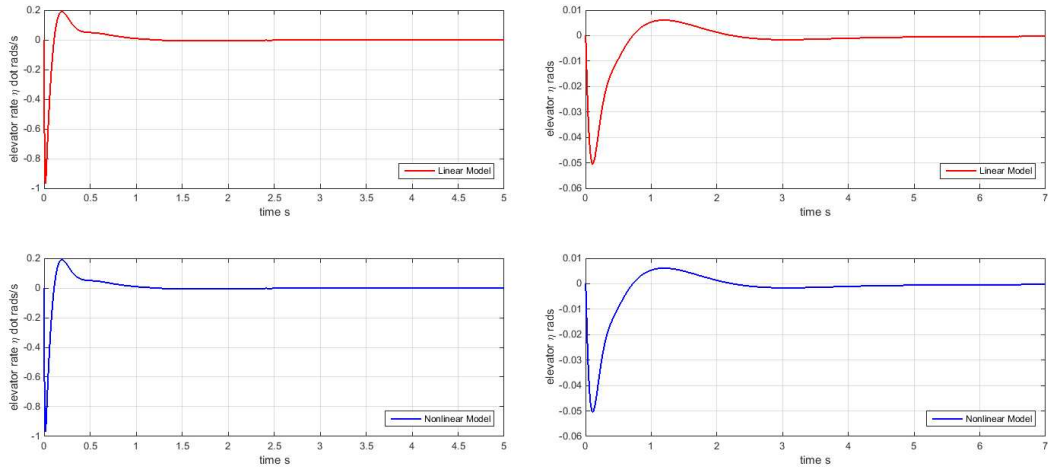 0.2
0
-0.2
-0.4
-0.6
-0.8
-1
elevator rate η dot rads/s
Linear Model
0 0.5 1 1.5 2 2.5 3 3.5 4 4.5 5
time s
0.01
0
-0.01
-0.02
-0.03
-0.04
-0.05
-0.06
elevator η rads
Linear Model
0 1 2 3 4 5 6 7
time s
0.2
0
-0.2
-0.4
-0.6
-0.8
-1
elevator rate η dot rads/s
Nonlinear Model
0 0.5 1 1.5 2 2.5 3 3.5 4 4.5 5
time s
0.01
0
-0.01
-0.02
-0.03
-0.04
-0.05
-0.06
elevator η rads
Nonlinear Model
0 1 2 3 4 5 6 7
time s